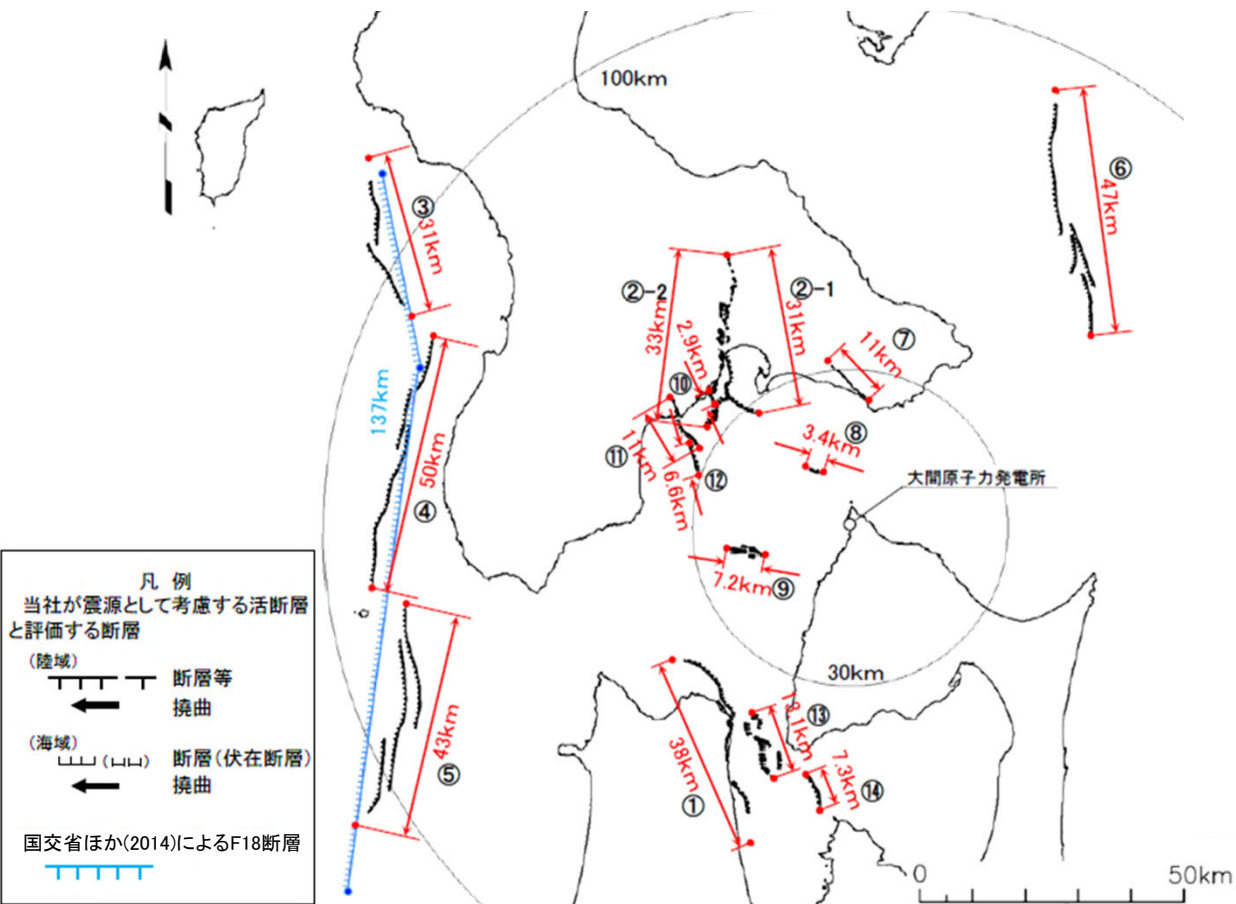 100km
⑥
47km
③
31km
②-2
②-1
33km
31km
2.9km
⑦
11km
⑩
137km
⑧
3.4km
⑪
11km
⑫
6.6km
50km
④
大間原子力発電所
7.2km
⑨
凡 例
当社が震源として考慮する活断層
と評価する断層
(陸域)
断層等
撓曲
(海域)
断層(伏在断層)
撓曲
国交省ほか(2014)によるF18断層
30km
43km
⑤
38km
①
⑬
13.1km
7.3km
⑭
0
50km